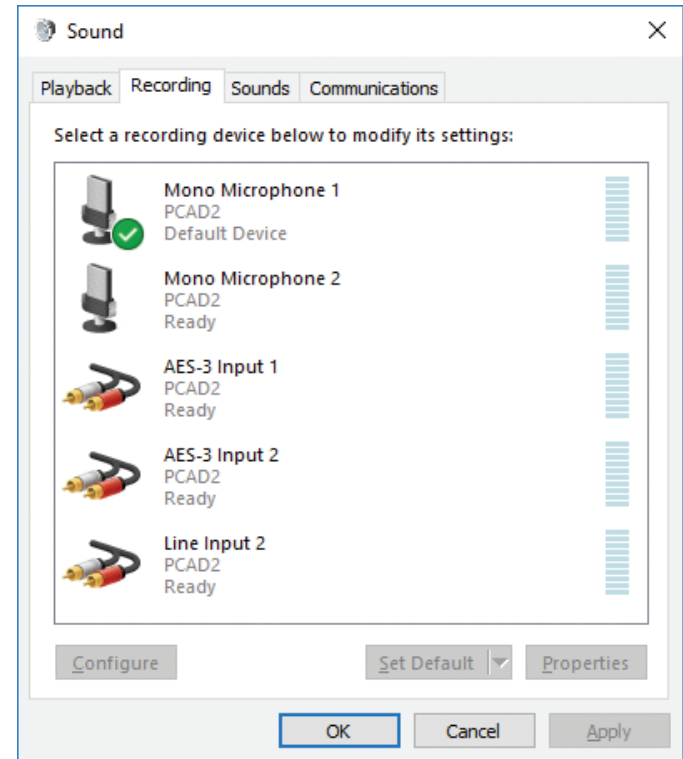 Sound
Playback Recording Sounds Communications
Select a recording device below to modify its settings:
Mono Microphone 1
PCAD2
Default Device
Mono Microphone 2
PCAD2
Ready
AES-3 Input 1
PCAD2
Ready
AES-3 Input 2
PCAD2
Ready
Line Input 2
PCAD2
Ready
Configure Set Default Properties
OK Cancel Apply